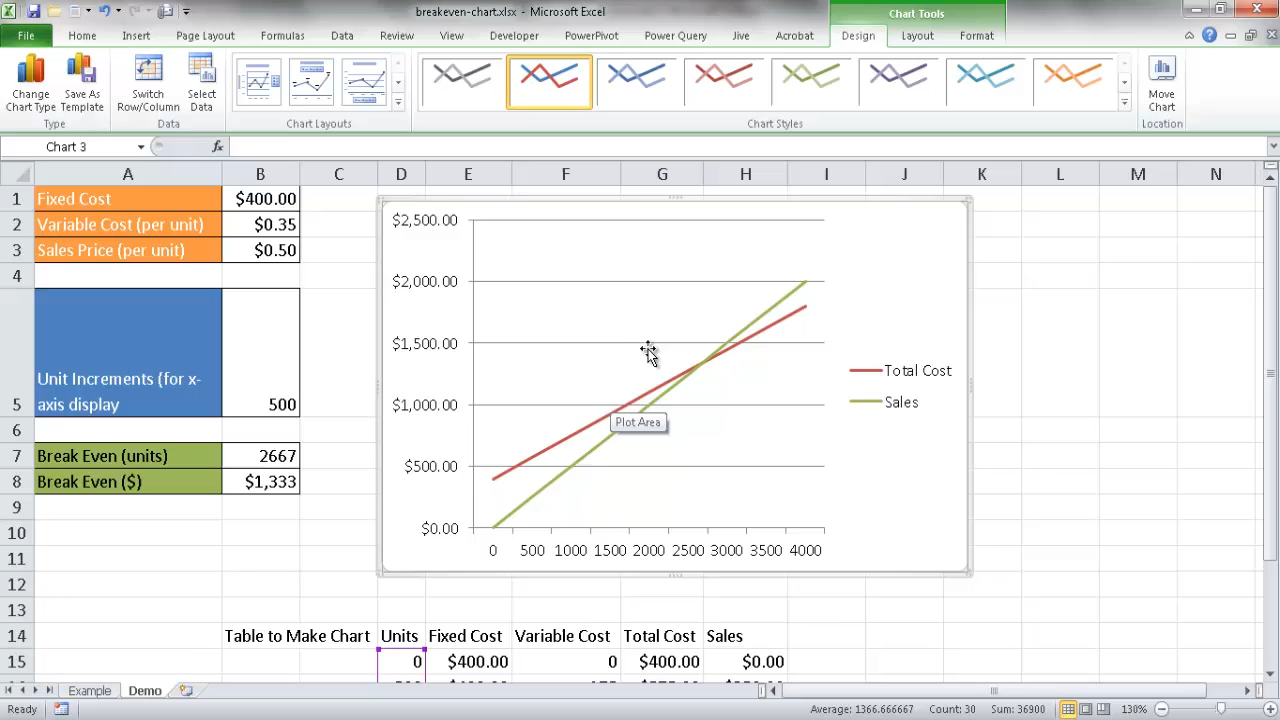 breakeven-chart.xlsx - Microsoft Excel
Chart Tools
File Home Insert Page Layout Formulas Data Review View Developer PowerPivot Power Query Jive Acrobat Design Layout Format
Change Chart Type
Save As Template
Switch Row/Column
Select Data
Move Chart
Type Data Chart Layouts Chart Styles Location
Chart 3 fx
A B C D E F G H I J K L M N
1 Fixed Cost $400.00
2 Variable Cost (per unit) $0.35
3 Sales Price (per unit) $0.50
4
Unit Increments (for x-
5 axis display 500
6
7 Break Even (units) 2667
8 Break Even ($) $1,333
9
10
11
12
13
$2,500.00
$2,000.00
$1,500.00
$1,000.00
$500.00
$0.00
0 500 1000 1500 2000 2500 3000 3500 4000
Total Cost
Sales
Plot Area
14 Table to Make Chart Units Fixed Cost Variable Cost Total Cost Sales
15 0 $400.00 0 $400.00 $0.00
Example Demo
Ready Average: 1366.666667 Count: 30 Sum: 36900 130%